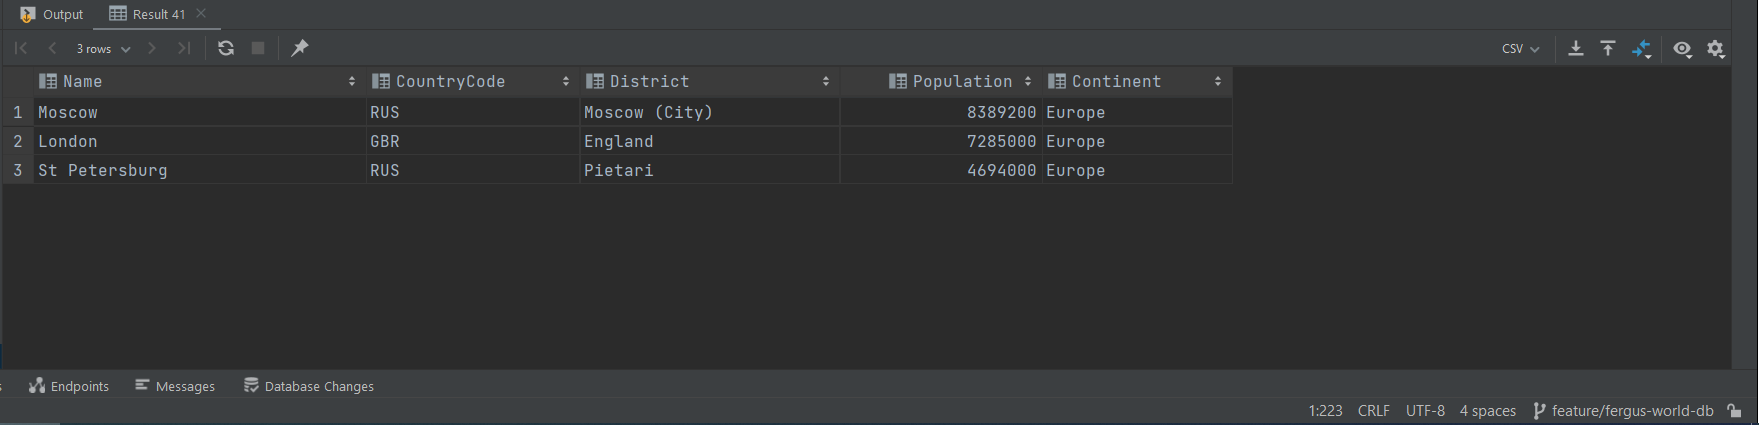 Output Result 41
3 rows CSV
Name CountryCode District Population Continent
1 Moscow RUS Moscow (City) 8389200 Europe
2 London GBR England 7285000 Europe
3 St Petersburg RUS Pietari 4694000 Europe
Endpoints Messages Database Changes
1:223 CRLF UTF-8 4 spaces feature/fergus-world-db